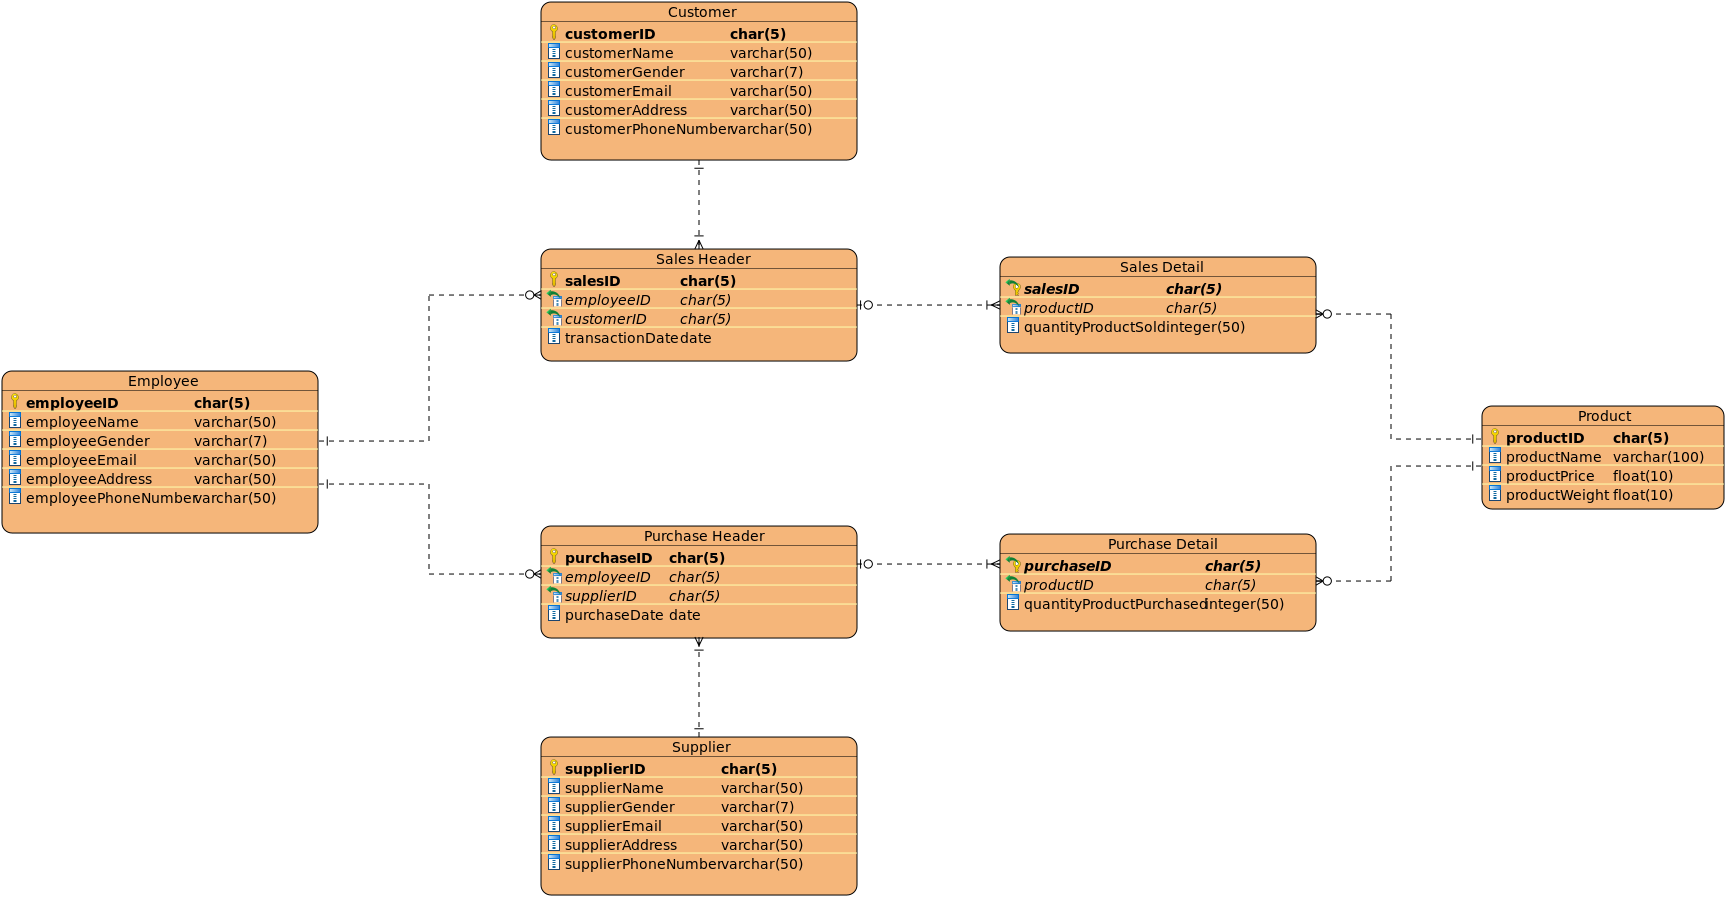 Customer
customerID char(5)
customerName varchar(50)
customerGender varchar(7)
customerEmail varchar(50)
customerAddress varchar(50)
customerPhoneNumber varchar(50)
Sales Header
salesID char(5)
employeeID char(5)
customerID char(5)
transactionDate date
Sales Detail
salesID char(5)
productID char(5)
quantityProductSold integer(50)
Employee
employeeID char(5)
employeeName varchar(50)
employeeGender varchar(7)
employeeEmail varchar(50)
employeeAddress varchar(50)
employeePhoneNumber varchar(50)
Product
productID char(5)
productName varchar(100)
productPrice float(10)
productWeight float(10)
Purchase Header
purchaseID char(5)
employeeID char(5)
supplierID char(5)
purchaseDate date
Purchase Detail
purchaseID char(5)
productID char(5)
quantityProductPurchased integer(50)
Supplier
supplierID char(5)
supplierName varchar(50)
supplierGender varchar(7)
supplierEmail varchar(50)
supplierAddress varchar(50)
supplierPhoneNumber varchar(50)